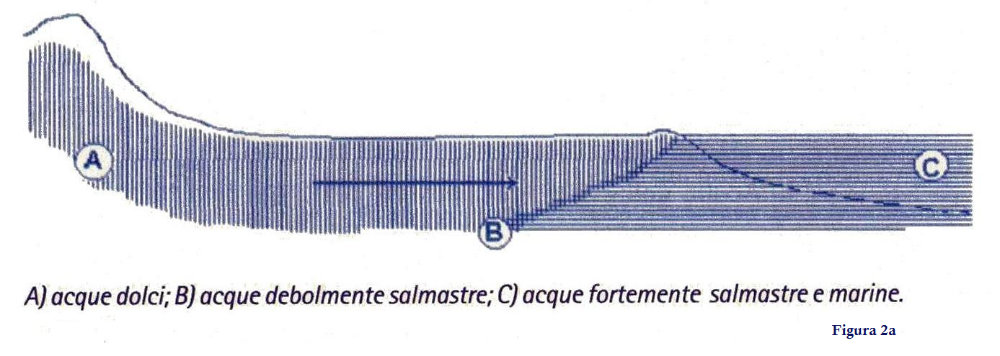 A
C
B
A) acque dolci; B) acque debolmente salmastre; C) acque fortemente salmastre e marine.
Figura 2a